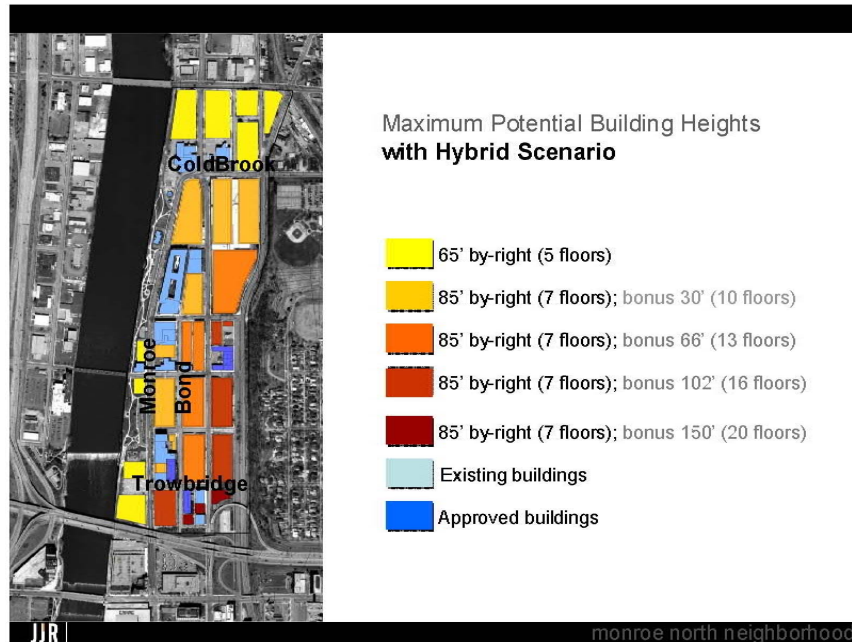 Maximum Potential Building Heights
with Hybrid Scenario
ColdBrook
Monroe
Bond
Trowbridge
65' by-right (5 floors)
85' by-right (7 floors); bonus 30' (10 floors)
85' by-right (7 floors); bonus 66' (13 floors)
85' by-right (7 floors); bonus 102' (16 floors)
85' by-right (7 floors); bonus 150' (20 floors)
Existing buildings
Approved buildings
JJR
monroe north neighborhood